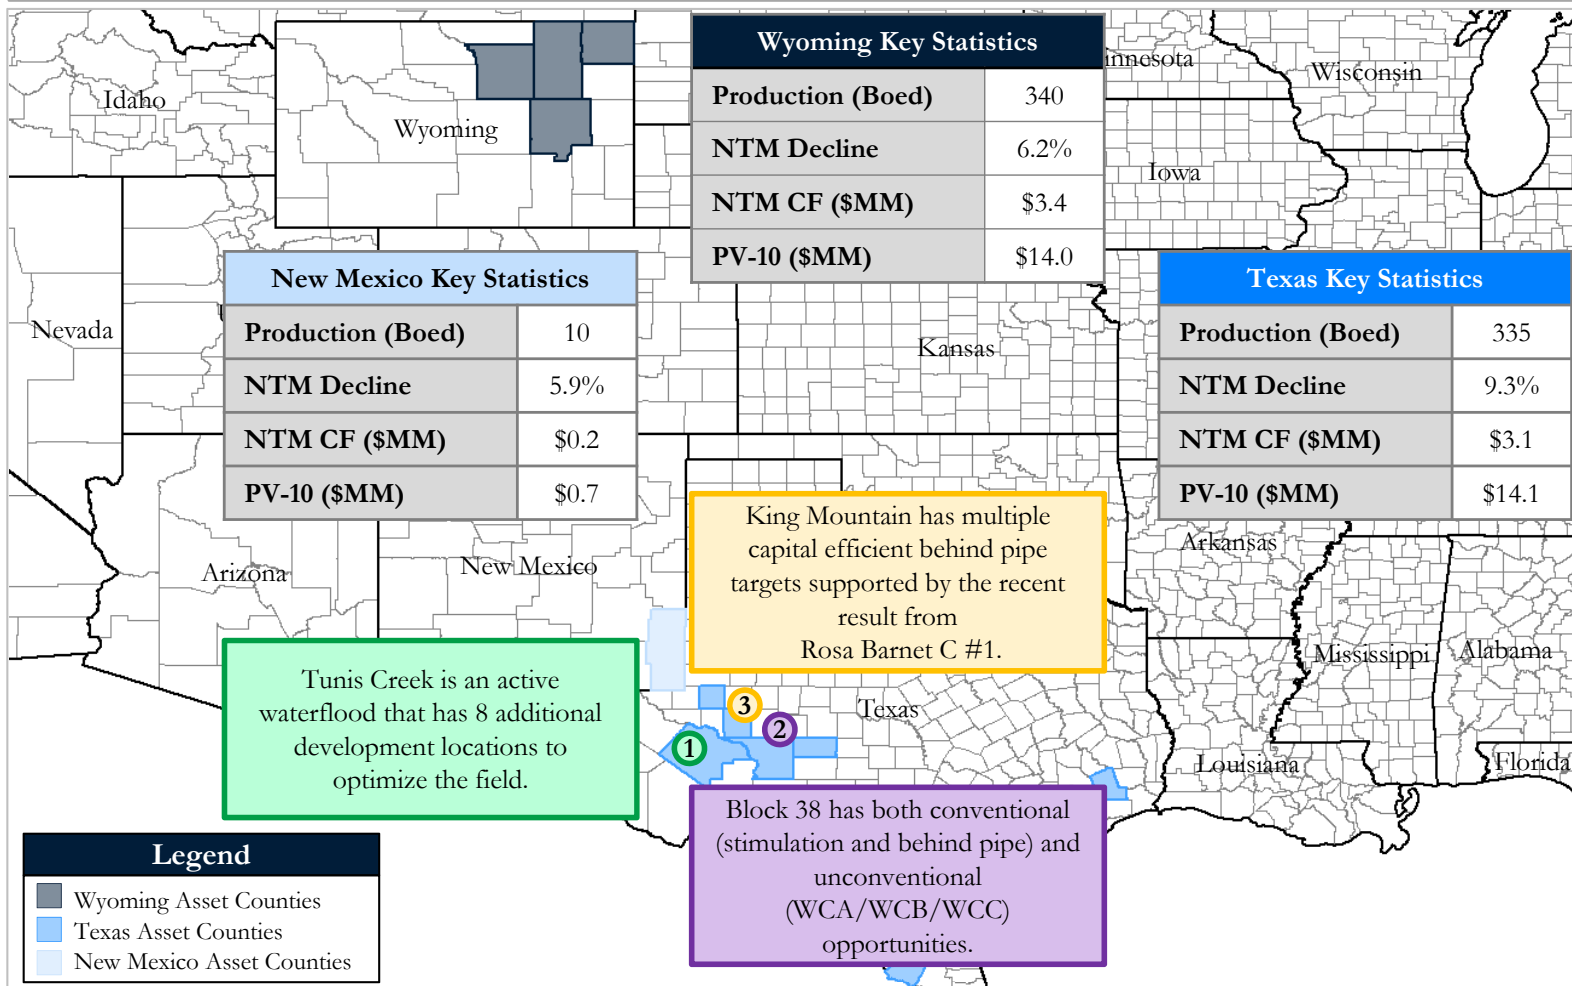 Wyoming Key Statistics
Production (Boed) 340
NTM Decline 6.2%
NTM CF ($MM) $3.4
PV-10 ($MM) $14.0
New Mexico Key Statistics
Production (Boed) 10
NTM Decline 5.9%
NTM CF ($MM) $0.2
PV-10 ($MM) $0.7
Texas Key Statistics
Production (Boed) 335
NTM Decline 9.3%
NTM CF ($MM) $3.1
PV-10 ($MM) $14.1
Idaho
Wyoming
innesota
Wisconsin
Iowa
Nevada
Kansas
Arizona
New Mexico
Arkansas
Mississippi
Alabama
Texas
Louisiana
Florida
King Mountain has multiple
capital efficient behind pipe
targets supported by the recent
result from
Rosa Barnet C #1.
Tunis Creek is an active
waterflood that has 8 additional
development locations to
optimize the field.
3
2
1
Block 38 has both conventional
(stimulation and behind pipe) and
unconventional
(WCA/WCB/WCC)
opportunities.
Legend
Wyoming Asset Counties
Texas Asset Counties
New Mexico Asset Counties